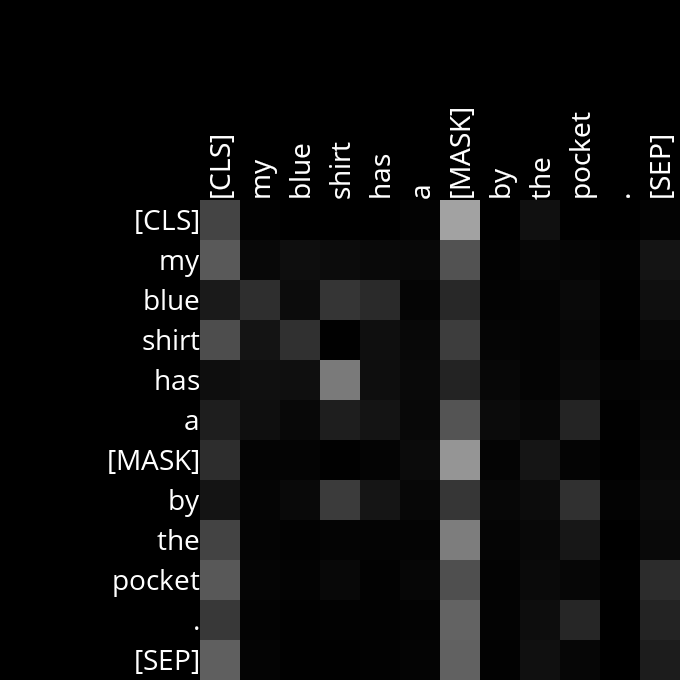 [CLS] my blue shirt has a [MASK] by the pocket . [SEP]
[CLS]
my
blue
shirt
has
a
[MASK]
by
the
pocket
.
[SEP]